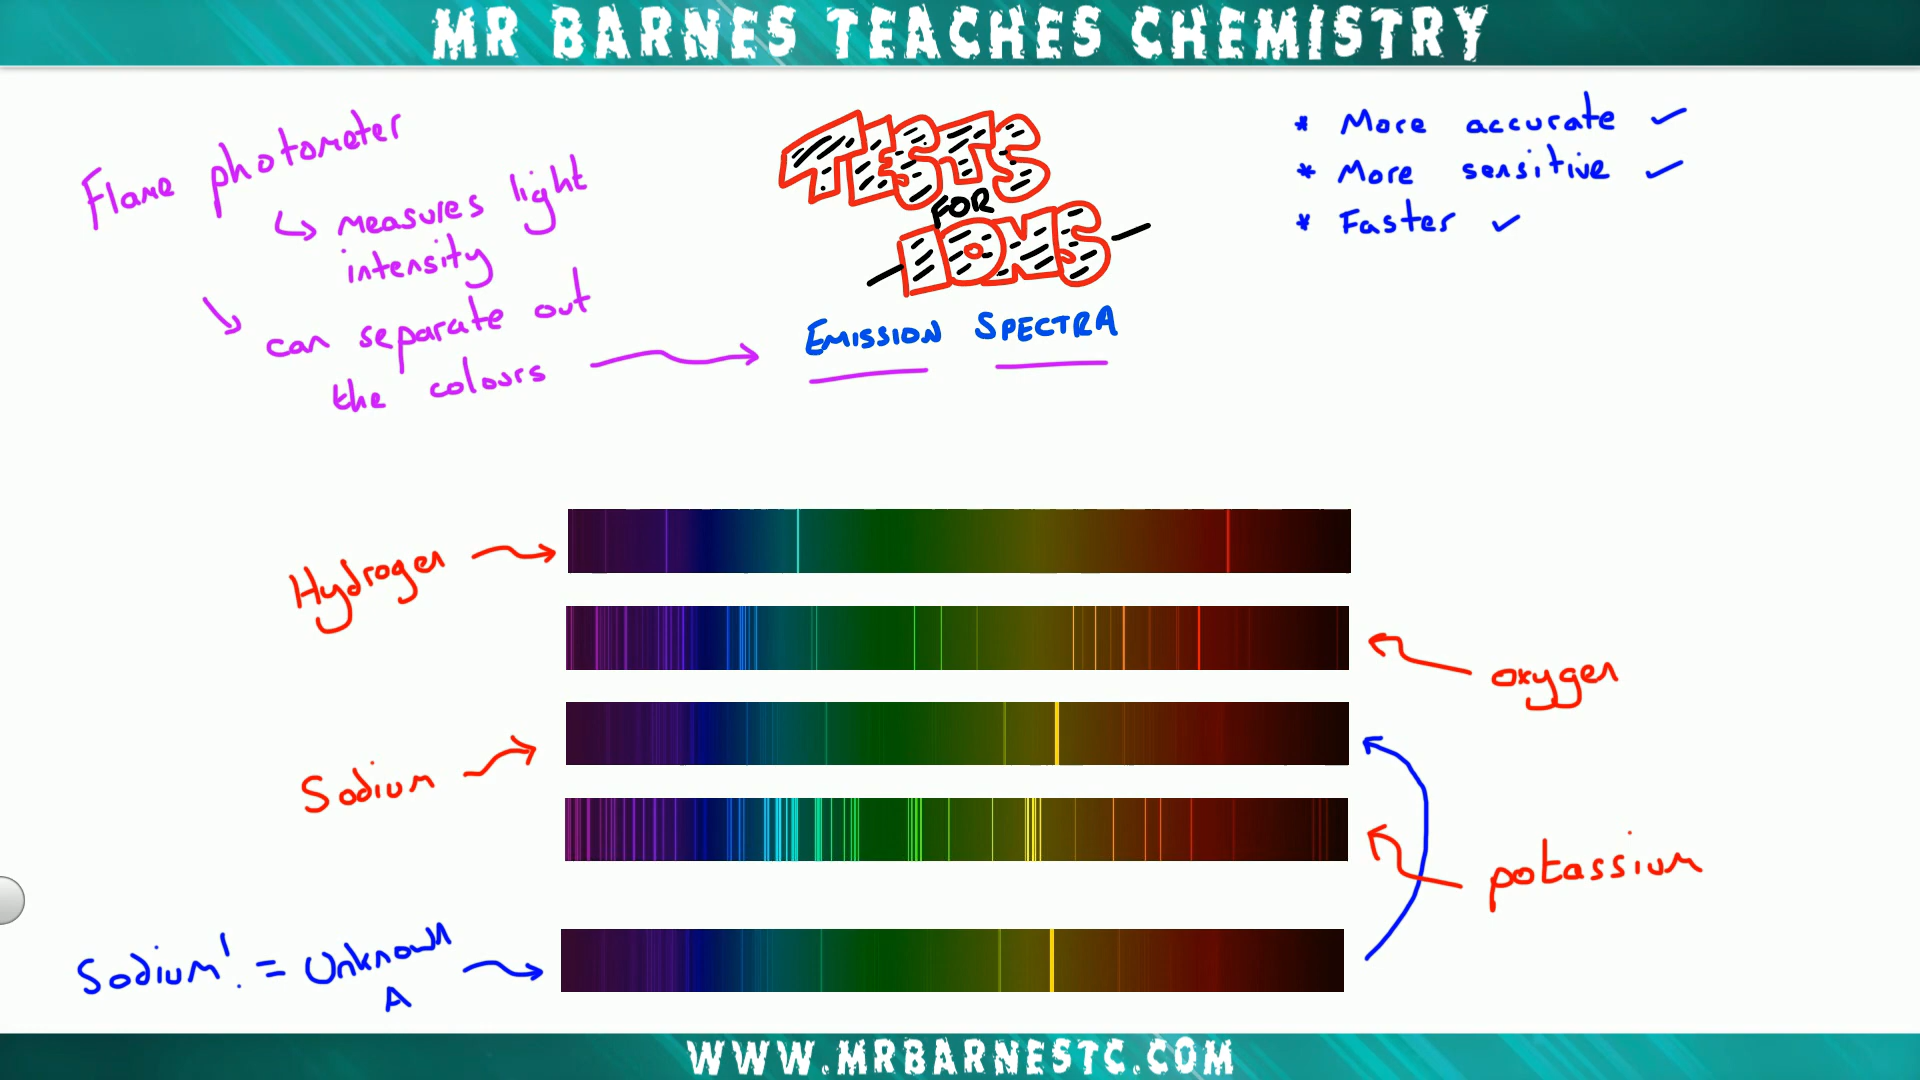 MR BARNES TEACHES CHEMISTRY
Flame photometer
measures light
intensity
can separate out
the colours
TESTS
FOR
IONS
EMISSION SPECTRA
* More accurate ✓
* More sensitive ✓
* Faster ✓
Hydrogen
oxygen
Sodium
potassium
Sodium! = Unknown
A
WWW.MRBARNESTC.COM